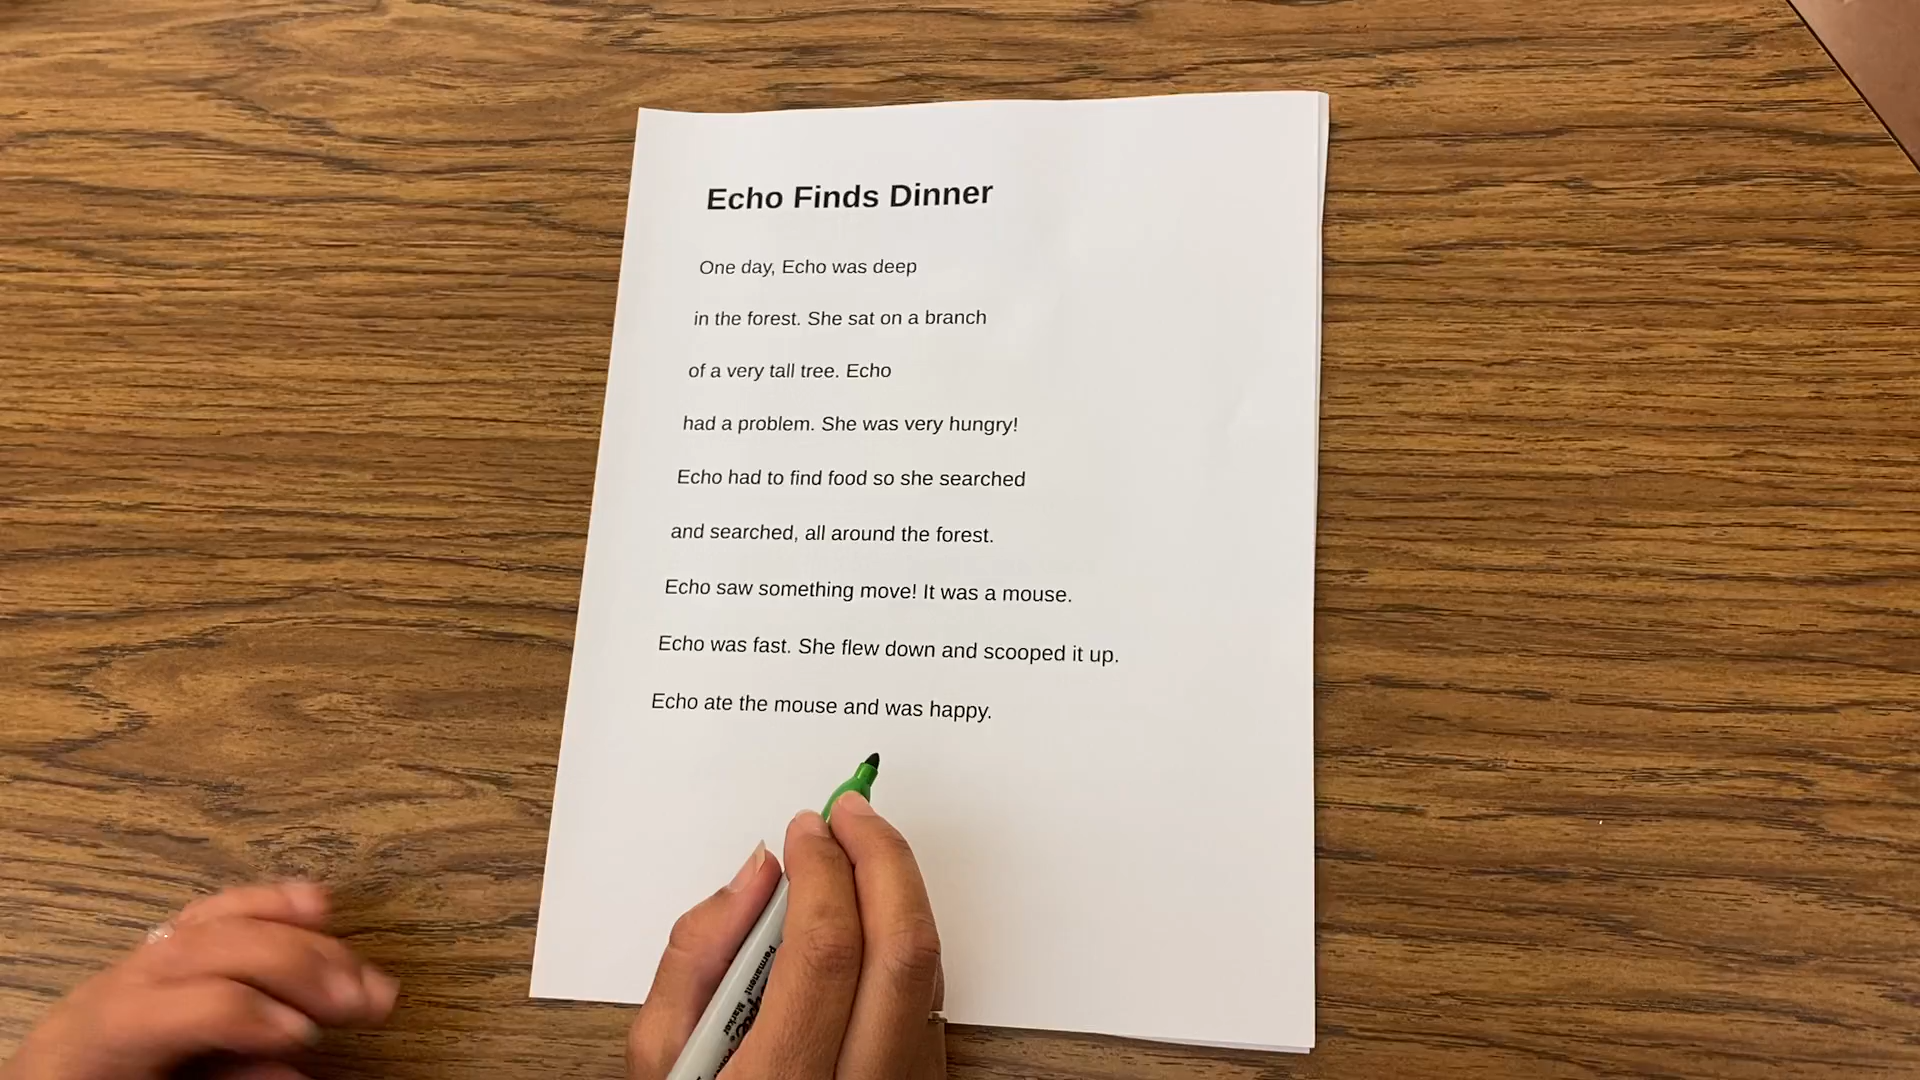 Echo Finds Dinner
One day, Echo was deep
in the forest. She sat on a branch
of a very tall tree. Echo
had a problem. She was very hungry!
Echo had to find food so she searched
and searched, all around the forest.
Echo saw something move! It was a mouse.
Echo was fast. She flew down and scooped it up.
Echo ate the mouse and was happy.
Permanent
Marker